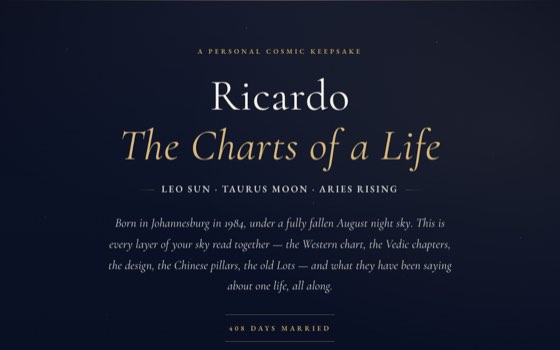 A PERSONAL COSMIC KEEPSAKE
Ricardo
The Charts of a Life
LEO SUN · TAURUS MOON · ARIES RISING
Born in Johannesburg in 1984, under a fully fallen August night sky. This is
every layer of your sky read together — the Western chart, the Vedic chapters,
the design, the Chinese pillars, the old Lots — and what they have been saying
about one life, all along.
408 DAYS MARRIED